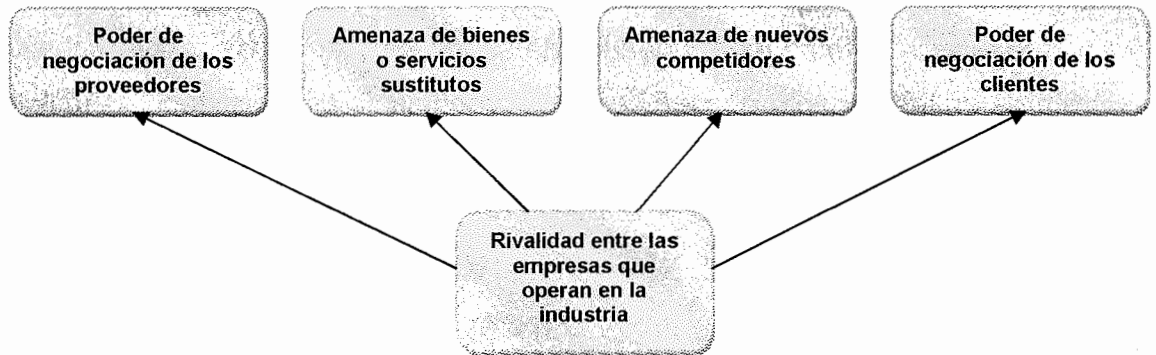 Poder de
negociación de los
proveedores
Amenaza de bienes
o servicios
sustitutos
Amenaza de nuevos
competidores
Poder de
negociación de los
clientes
Rivalidad entre las
empresas que
operan en la
industria